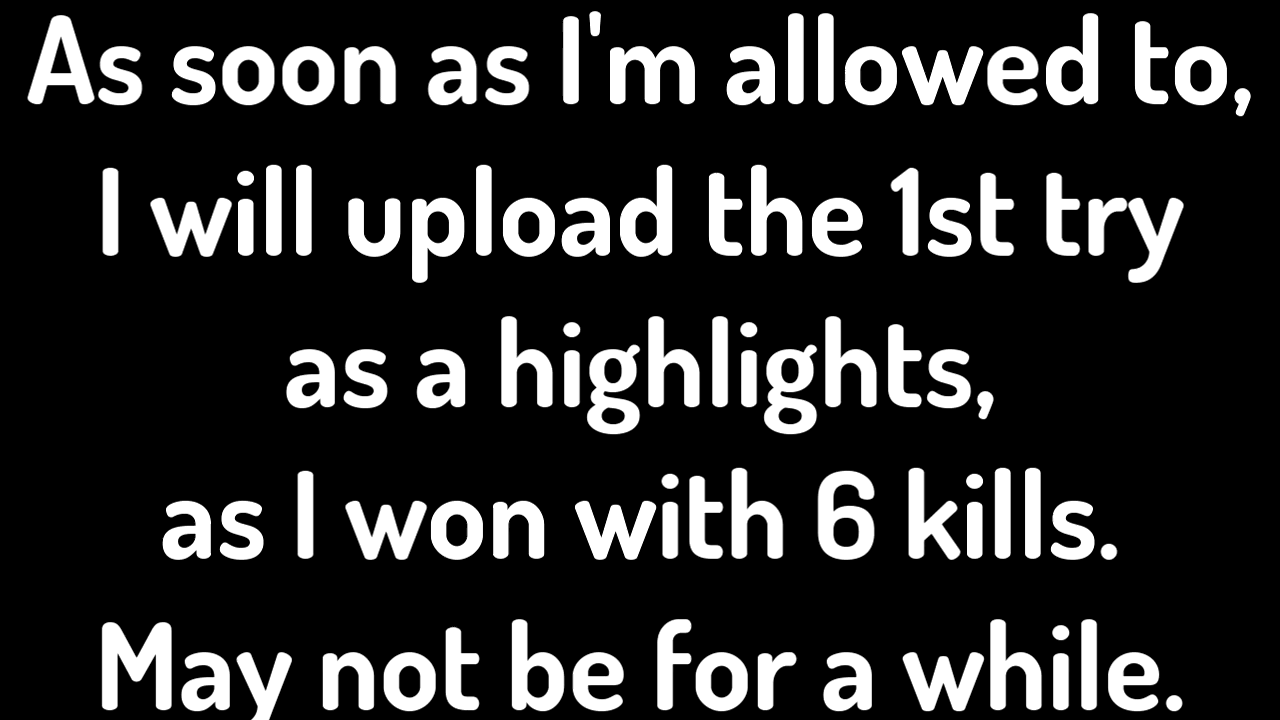 As soon as I'm allowed to,
I will upload the 1st try
as a highlights,
as I won with 6 kills.
May not be for a while.